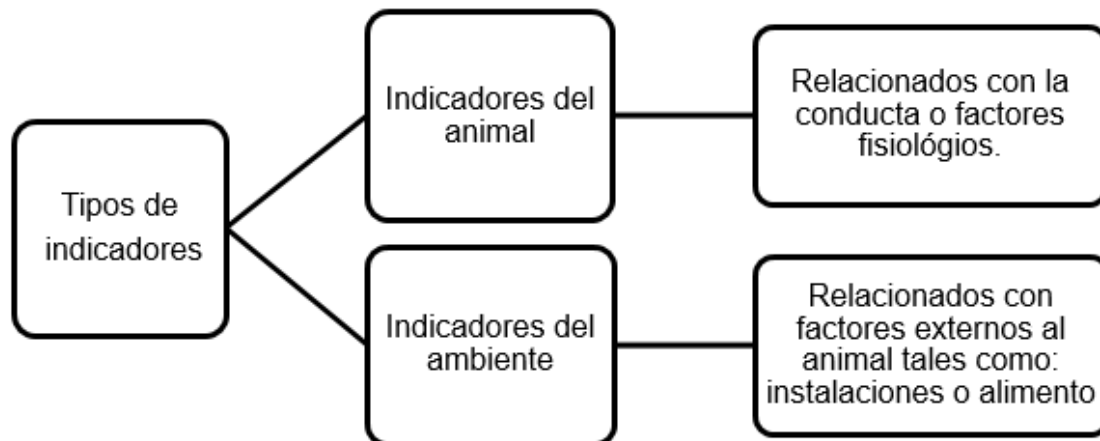 Tipos de
indicadores
Indicadores del
animal
Relacionados con la
conducta o factores
fisiológios.
Indicadores del
ambiente
Relacionados con
factores externos al
animal tales como:
instalaciones o alimento